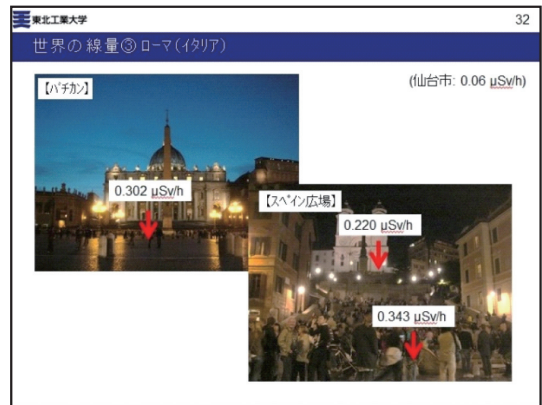 東北工業大学
32
世界の線量③ ローマ(イタリア)
(仙台市: 0.06 μSv/h)
【バチカン】
0.302 μSv/h
【スペイン広場】
0.220 μSv/h
0.343 μSv/h